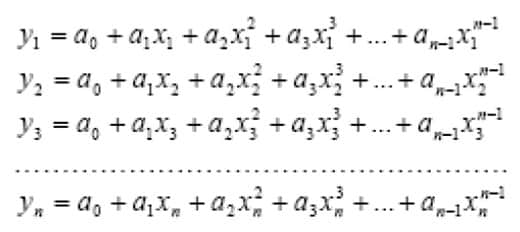 y₁ = a₀ + a₁x₁ + a₂x₁² + a₃x₁³ + ... + aₙ₋₁x₁ⁿ⁻¹
y₂ = a₀ + a₁x₂ + a₂x₂² + a₃x₂³ + ... + aₙ₋₁x₂ⁿ⁻¹
y₃ = a₀ + a₁x₃ + a₂x₃² + a₃x₃³ + ... + aₙ₋₁x₃ⁿ⁻¹
......................................................
yₙ = a₀ + a₁xₙ + a₂xₙ² + a₃xₙ³ + ... + aₙ₋₁xₙⁿ⁻¹